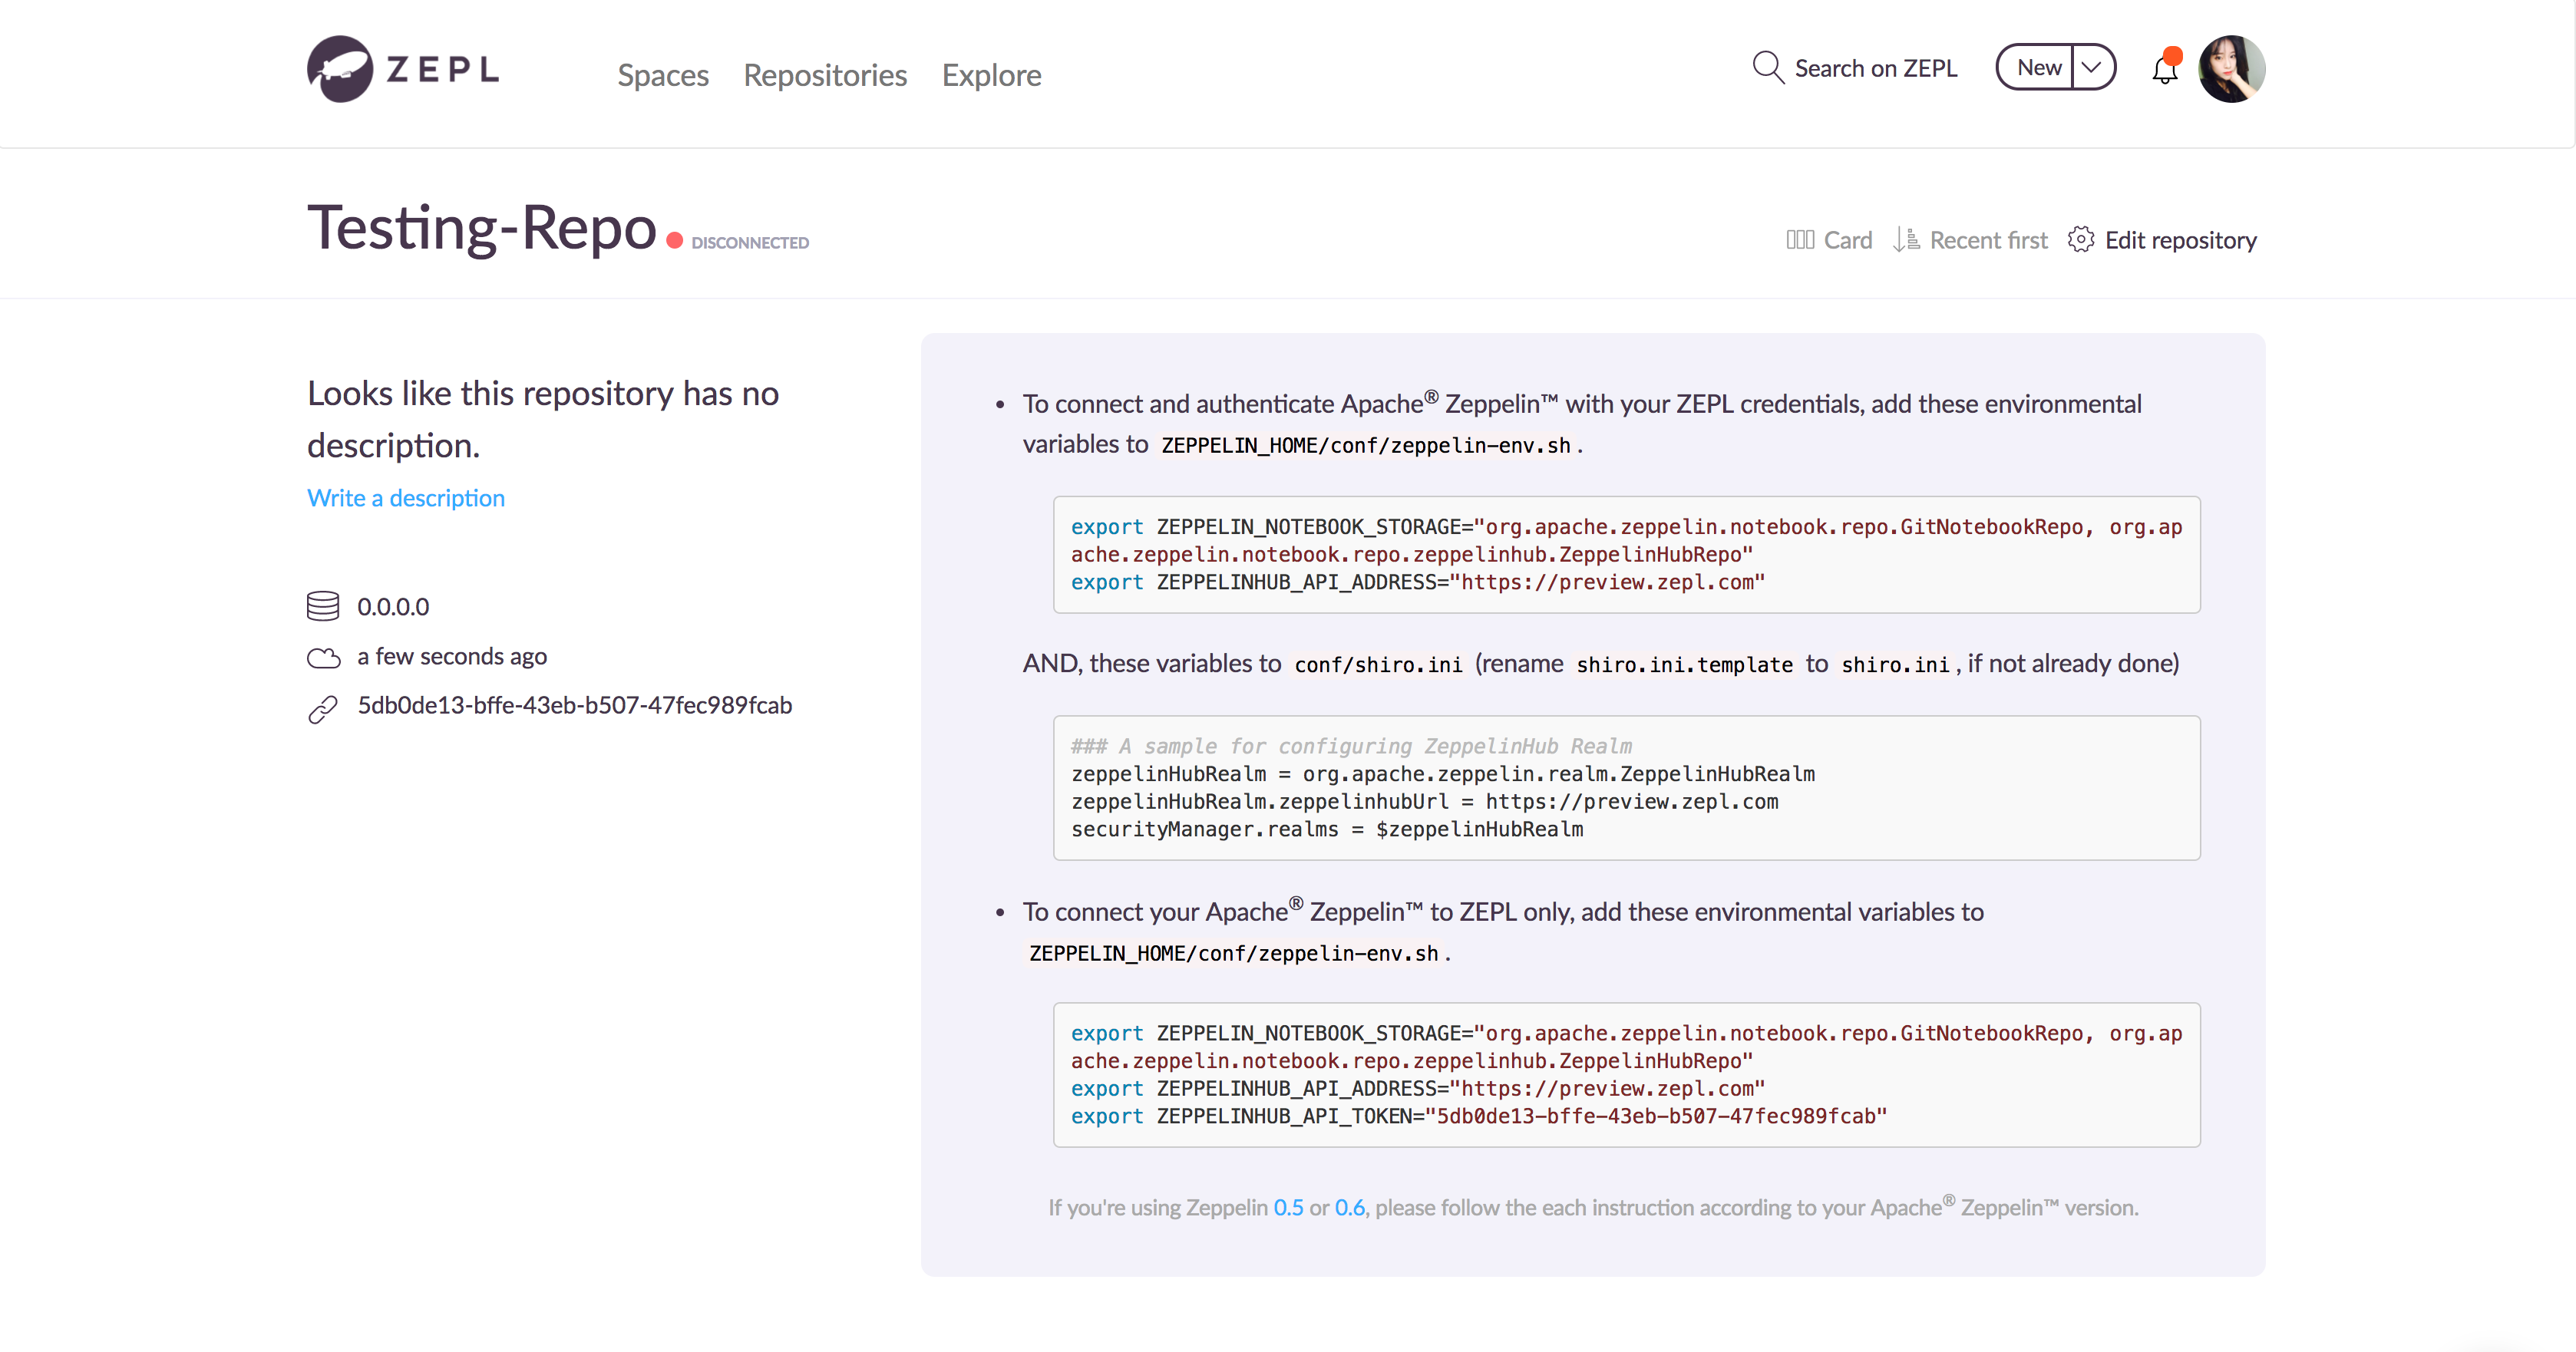 ZEPL
Spaces Repositories Explore
Search on ZEPL
New
Testing-Repo DISCONNECTED
Card Recent first Edit repository
Looks like this repository has no
description.
Write a description
0.0.0.0
a few seconds ago
5db0de13-bffe-43eb-b507-47fec989fcab
• To connect and authenticate Apache® Zeppelin™ with your ZEPL credentials, add these environmental
variables to ZEPPELIN_HOME/conf/zeppelin-env.sh.
export ZEPPELIN_NOTEBOOK_STORAGE="org.apache.zeppelin.notebook.repo.GitNotebookRepo, org.ap
ache.zeppelin.notebook.repo.zeppelinhub.ZeppelinHubRepo"
export ZEPPELINHUB_API_ADDRESS="https://preview.zepl.com"
AND, these variables to conf/shiro.ini (rename shiro.ini.template to shiro.ini, if not already done)
### A sample for configuring ZeppelinHub Realm
zeppelinHubRealm = org.apache.zeppelin.realm.ZeppelinHubRealm
zeppelinHubRealm.zeppelinhubUrl = https://preview.zepl.com
securityManager.realms = $zeppelinHubRealm
• To connect your Apache® Zeppelin™ to ZEPL only, add these environmental variables to
ZEPPELIN_HOME/conf/zeppelin-env.sh.
export ZEPPELIN_NOTEBOOK_STORAGE="org.apache.zeppelin.notebook.repo.GitNotebookRepo, org.ap
ache.zeppelin.notebook.repo.zeppelinhub.ZeppelinHubRepo"
export ZEPPELINHUB_API_ADDRESS="https://preview.zepl.com"
export ZEPPELINHUB_API_TOKEN="5db0de13-bffe-43eb-b507-47fec989fcab"
If you're using Zeppelin 0.5 or 0.6, please follow the each instruction according to your Apache® Zeppelin™ version.